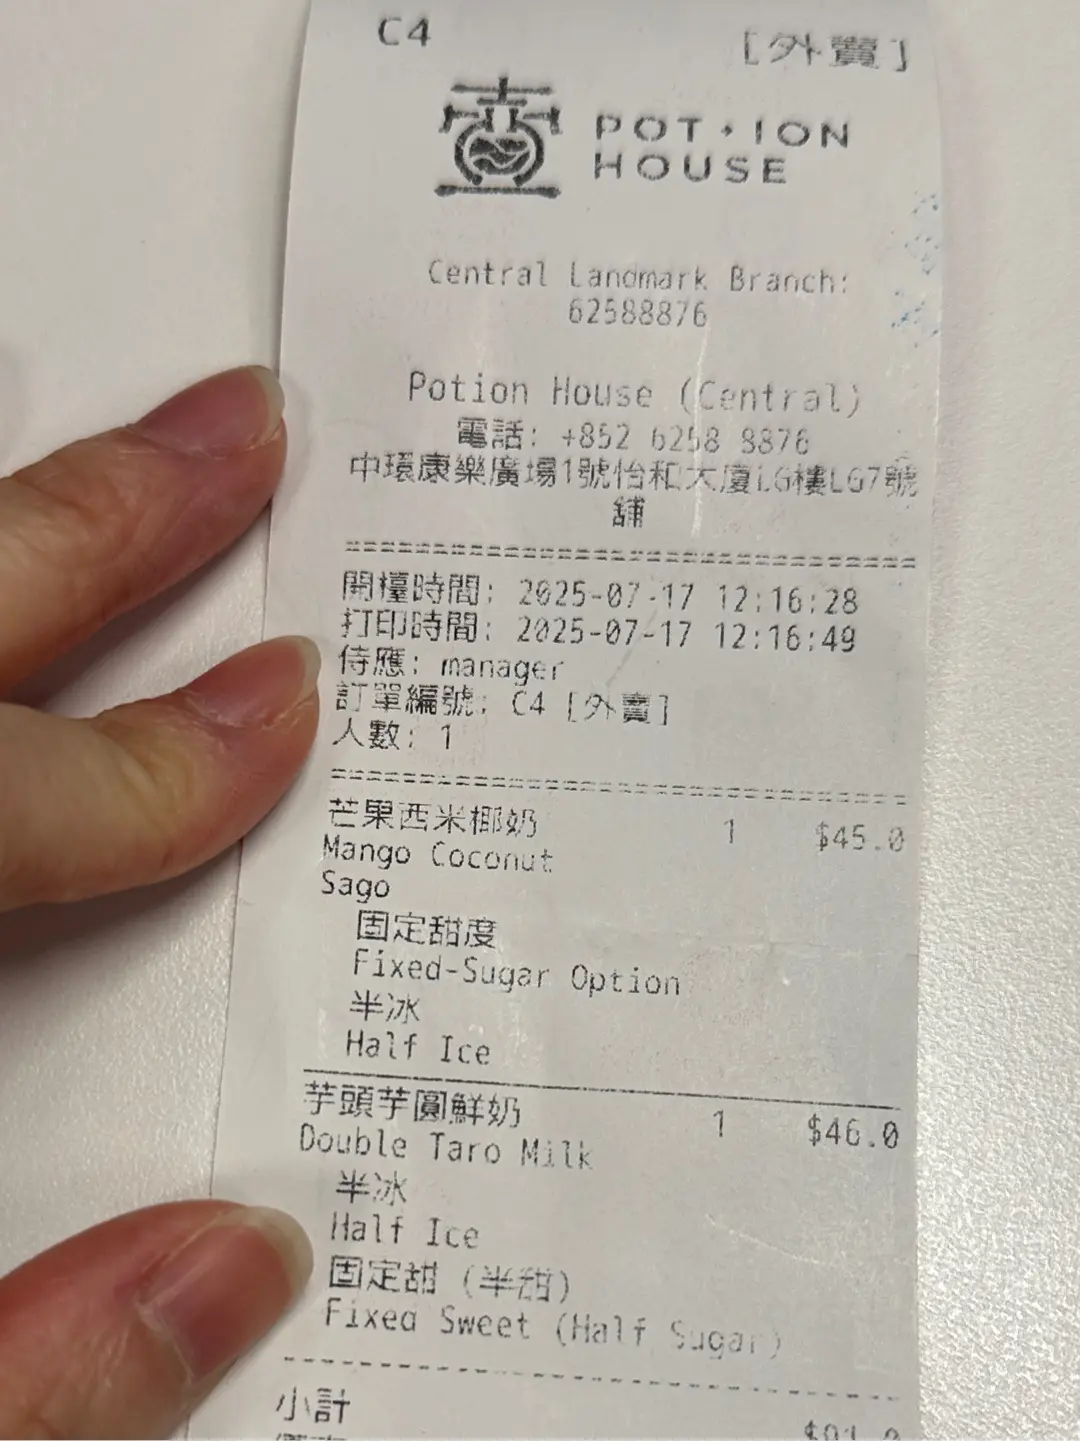 C4 [外賣]
壺 POT·ION
HOUSE
Central Landmark Branch:
62588876
Potion House (Central)
電話: +852 6258 8876
中環康樂廣場1號怡和大廈LG樓LG7號
舖
開檯時間: 2025-07-17 12:16:28
打印時間: 2025-07-17 12:16:49
侍應: manager
訂單編號: C4 [外賣]
人數: 1
芒果西米椰奶 1 $45.0
Mango Coconut
Sago
固定甜度
Fixed-Sugar Option
半冰
Half Ice
芋頭芋圓鮮奶 1 $46.0
Double Taro Milk
半冰
Half Ice
固定甜 (半甜)
Fixed Sweet (Half Sugar)
小計 $91.0